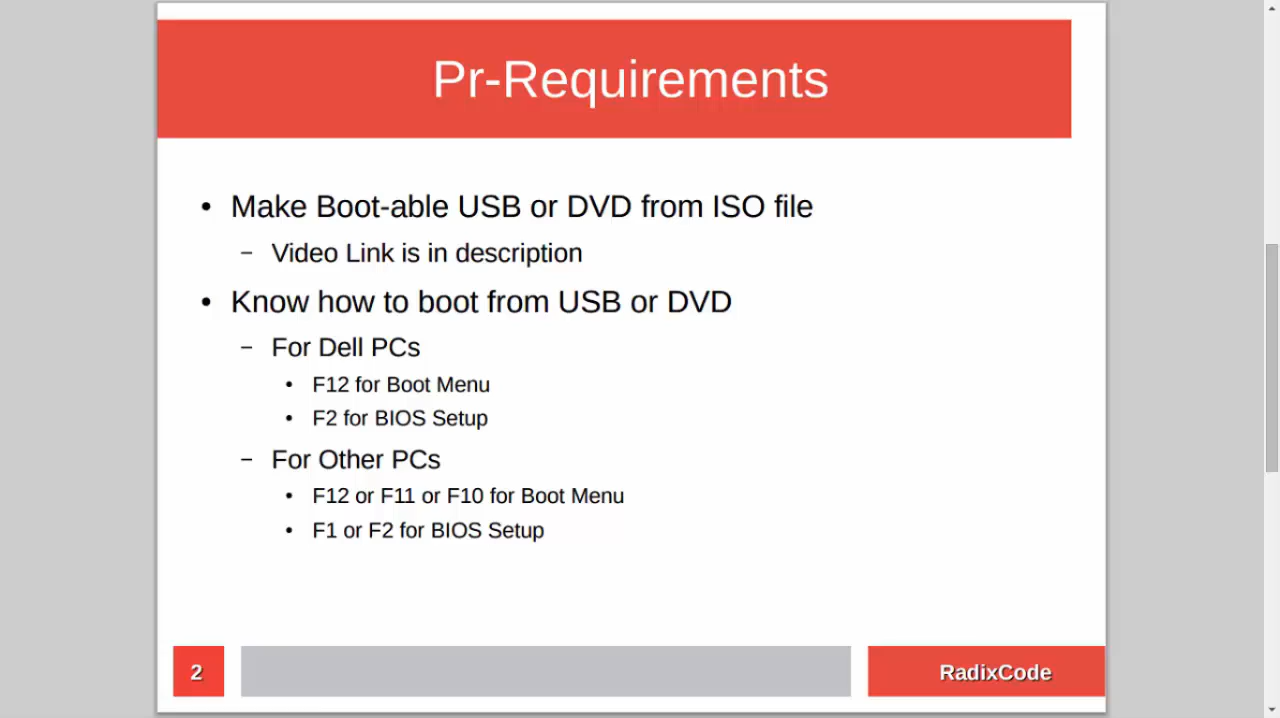 Pr-Requirements
• Make Boot-able USB or DVD from ISO file
– Video Link is in description
• Know how to boot from USB or DVD
– For Dell PCs
• F12 for Boot Menu
• F2 for BIOS Setup
– For Other PCs
• F12 or F11 or F10 for Boot Menu
• F1 or F2 for BIOS Setup
2
RadixCode